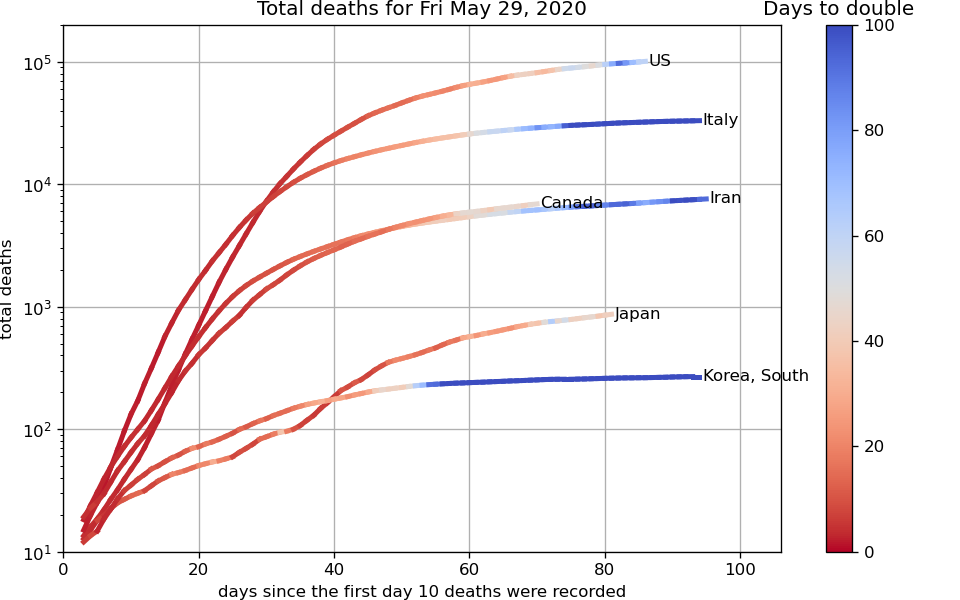 Total deaths for Fri May 29, 2020
Days to double
total deaths
10^5
10^4
10^3
10^2
10^1
US
Italy
Iran
Canada
Japan
Korea, South
0 20 40 60 80 100
days since the first day 10 deaths were recorded
100
80
60
40
20
0